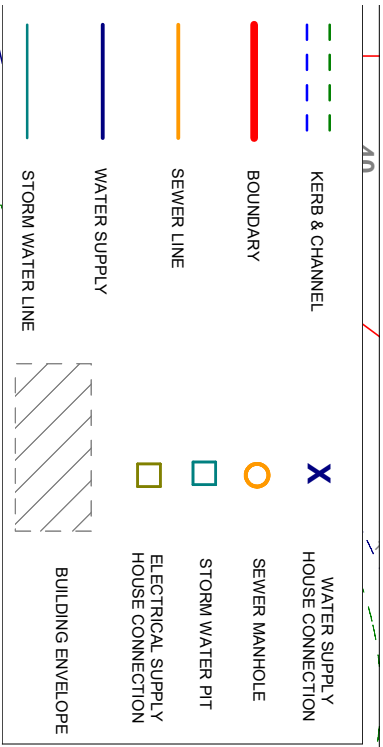 KERB & CHANNEL
BOUNDARY
SEWER LINE
WATER SUPPLY
STORM WATER LINE
X
WATER SUPPLY
HOUSE CONNECTION
SEWER MANHOLE
STORM WATER PIT
ELECTRICAL SUPPLY
HOUSE CONNECTION
BUILDING ENVELOPE